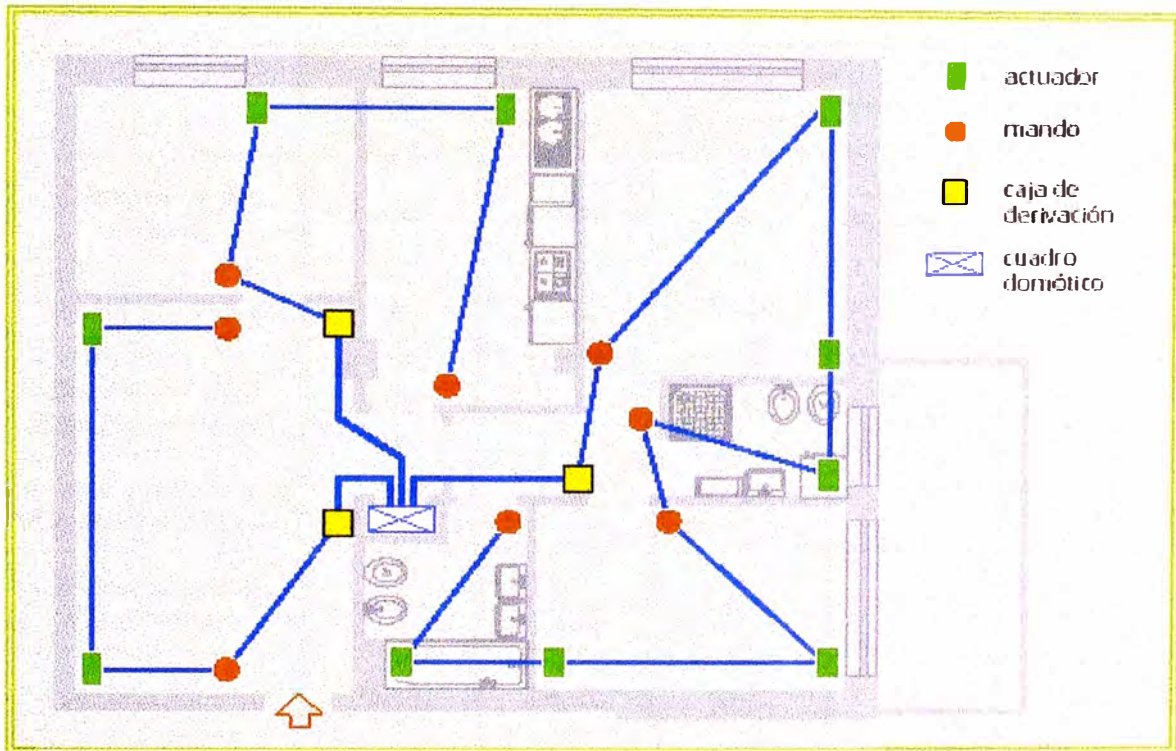 actuador
mando
caja de
derivación
cuadro
domótico